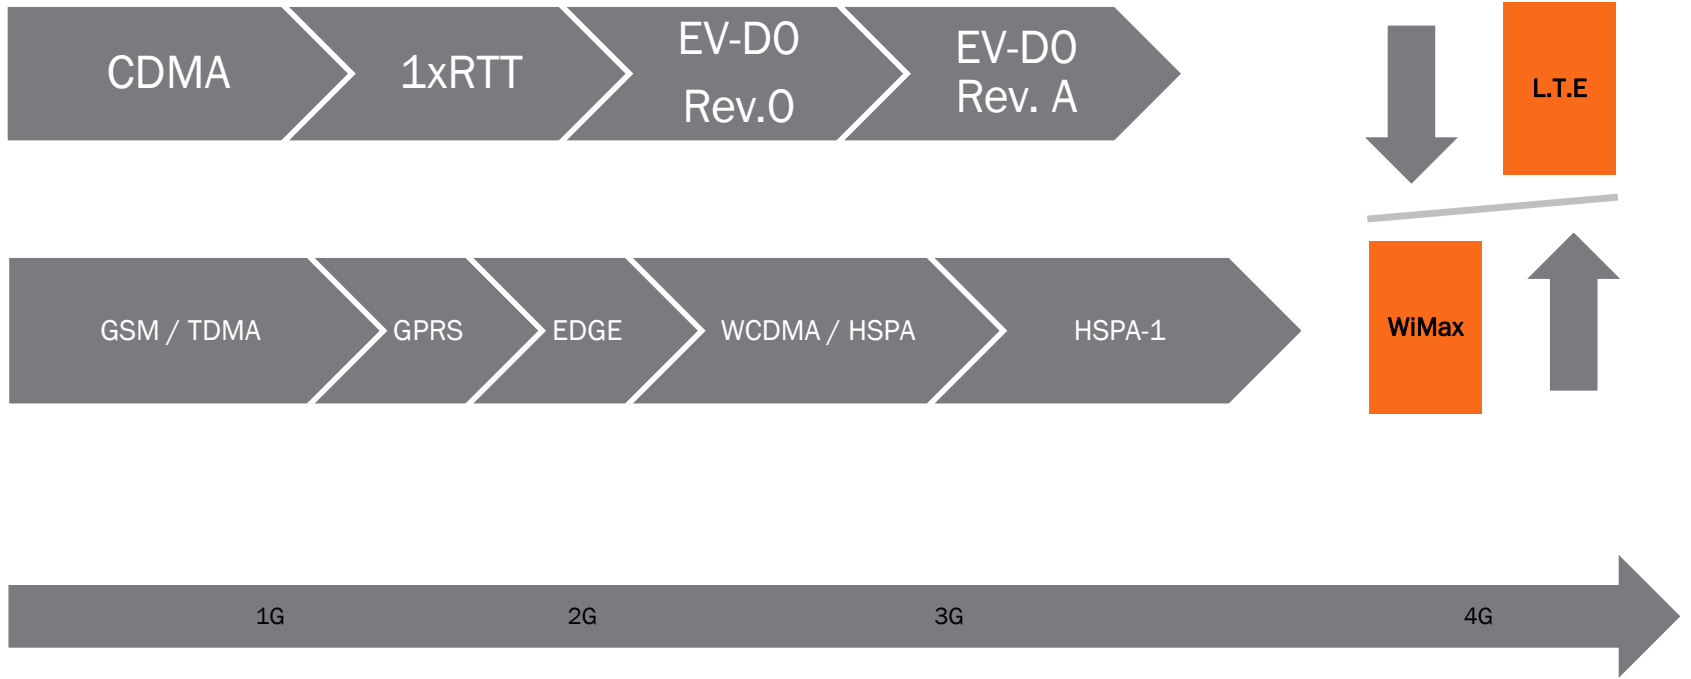 CDMA
1xRTT
EV-DO
Rev.0
EV-DO
Rev. A
L.T.E
GSM / TDMA
GPRS
EDGE
WCDMA / HSPA
HSPA-1
WiMax
1G
2G
3G
4G